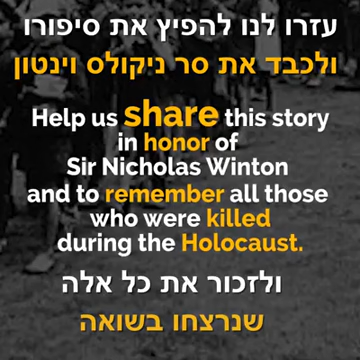 עזרו לנו להפיץ את סיפורו
ולכבד את סר ניקולס וינטון
Help us share this story
in honor of
Sir Nicholas Winton
and to remember all those
who were killed
during the Holocaust.
ולזכור את כל אלה
שנרצחו בשואה